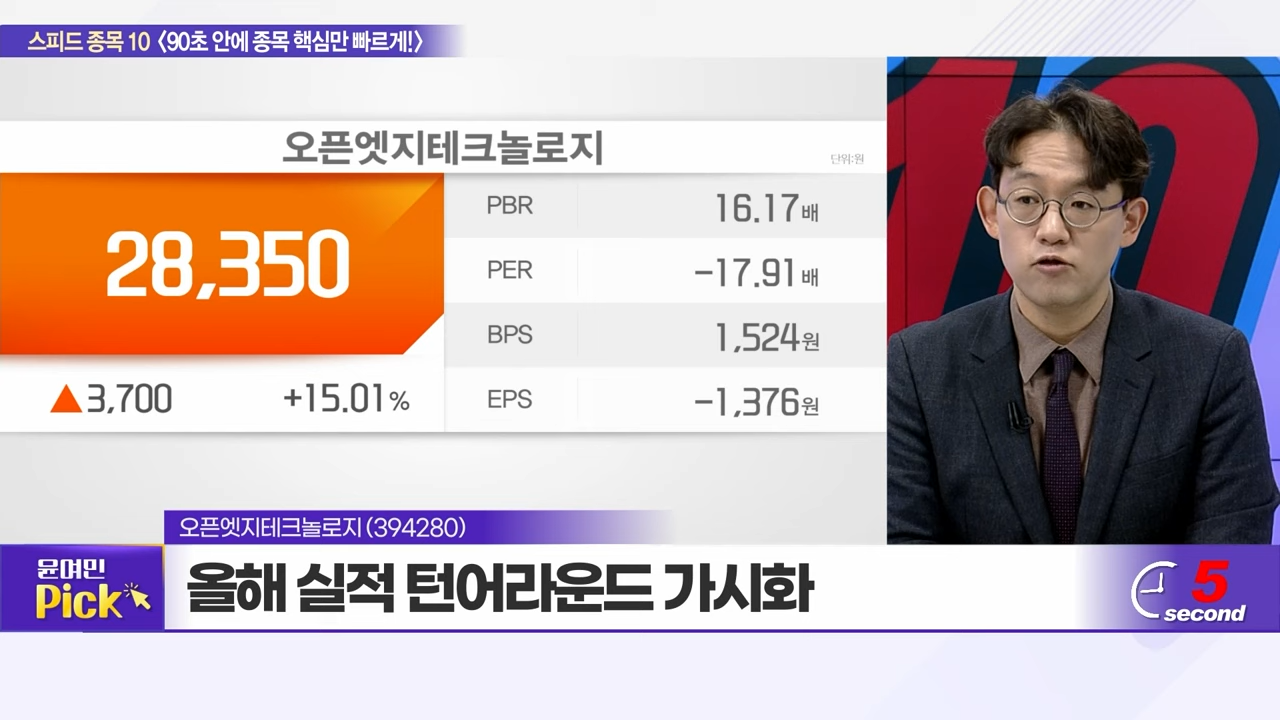 스피드 종목 10 <90초 안에 종목 핵심만 빠르게!>
오픈엣지테크놀로지
단위:원
28,350
▲3,700 +15.01%
PBR 16.17배
PER -17.91배
BPS 1,524원
EPS -1,376원
10
오픈엣지테크놀로지(394280)
윤여민
Pick
올해 실적 턴어라운드 가시화
5
second